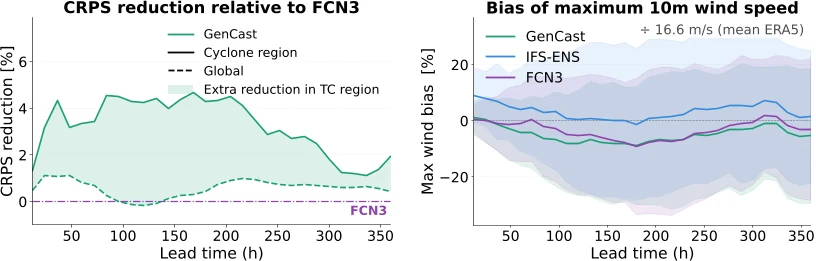 CRPS reduction relative to FCN3
CRPS reduction [%]
6
4
2
0
GenCast
Cyclone region
Global
Extra reduction in TC region
FCN3
50 100 150 200 250 300 350
Lead time (h)
Bias of maximum 10m wind speed
Max wind bias [%]
20
0
−20
÷ 16.6 m/s (mean ERA5)
GenCast
IFS-ENS
FCN3
50 100 150 200 250 300 350
Lead time (h)